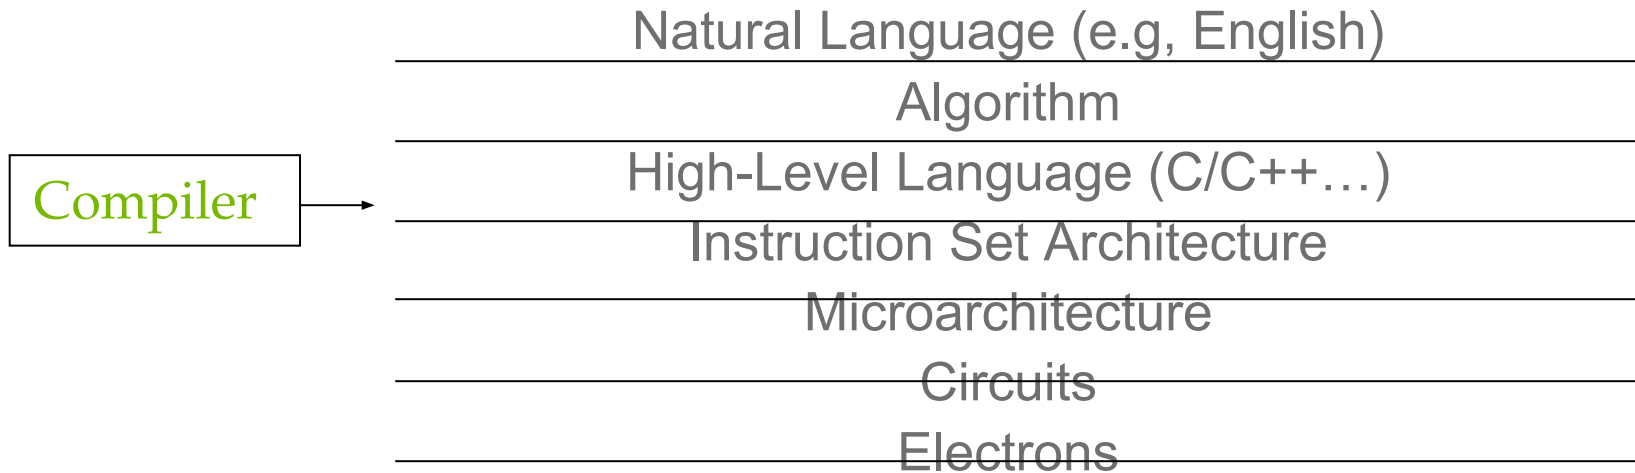 Natural Language (e.g, English)
Algorithm
High-Level Language (C/C++…)
Compiler
Instruction Set Architecture
Microarchitecture
Circuits
Electrons